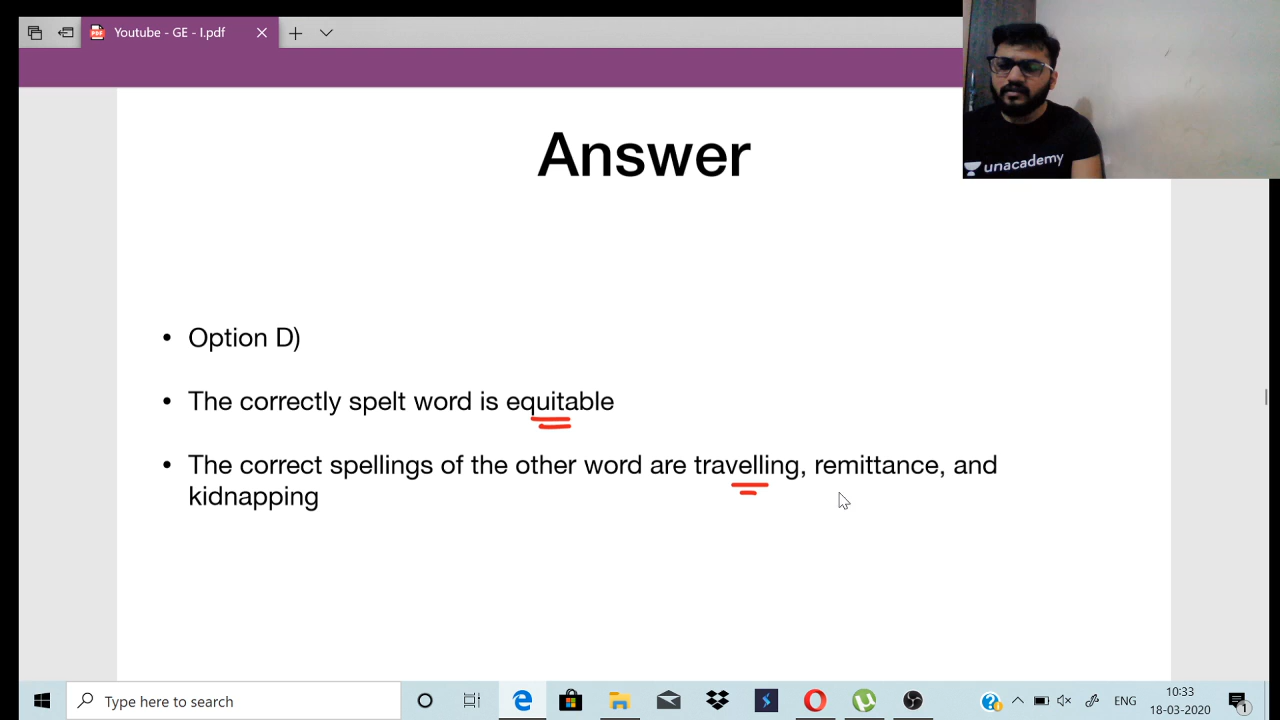 Youtube - GE - I.pdf
unacademy
Answer
• Option D)
• The correctly spelt word is equitable
• The correct spellings of the other word are travelling, remittance, and
kidnapping
Type here to search
ENG
10:33
18-03-2020
1